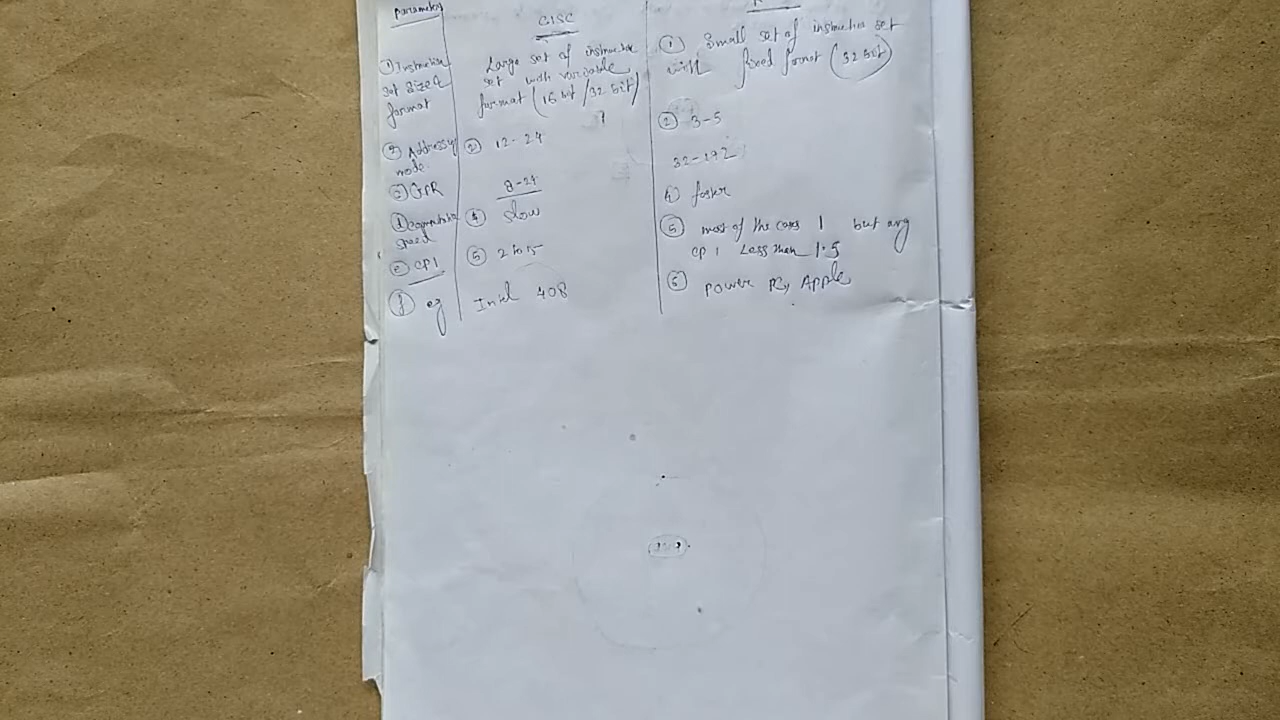 Parameters
CISC
① Instruction
set size &
format
Large set of instruction
set with variable
format (16 bit / 32 bit)
① Small set of instruction set
with fixed format (32 bit)
② Addressing
mode
② 12-24
② 3-5
③ GPR
8-24
32-192
speed
④ slow
④ faster
⑤ CPI
⑤ 2 to 15
⑤ most of the cases 1 but avg
CPI Less than 1.5
eg
Intel 408
⑥ Power PC, Apple